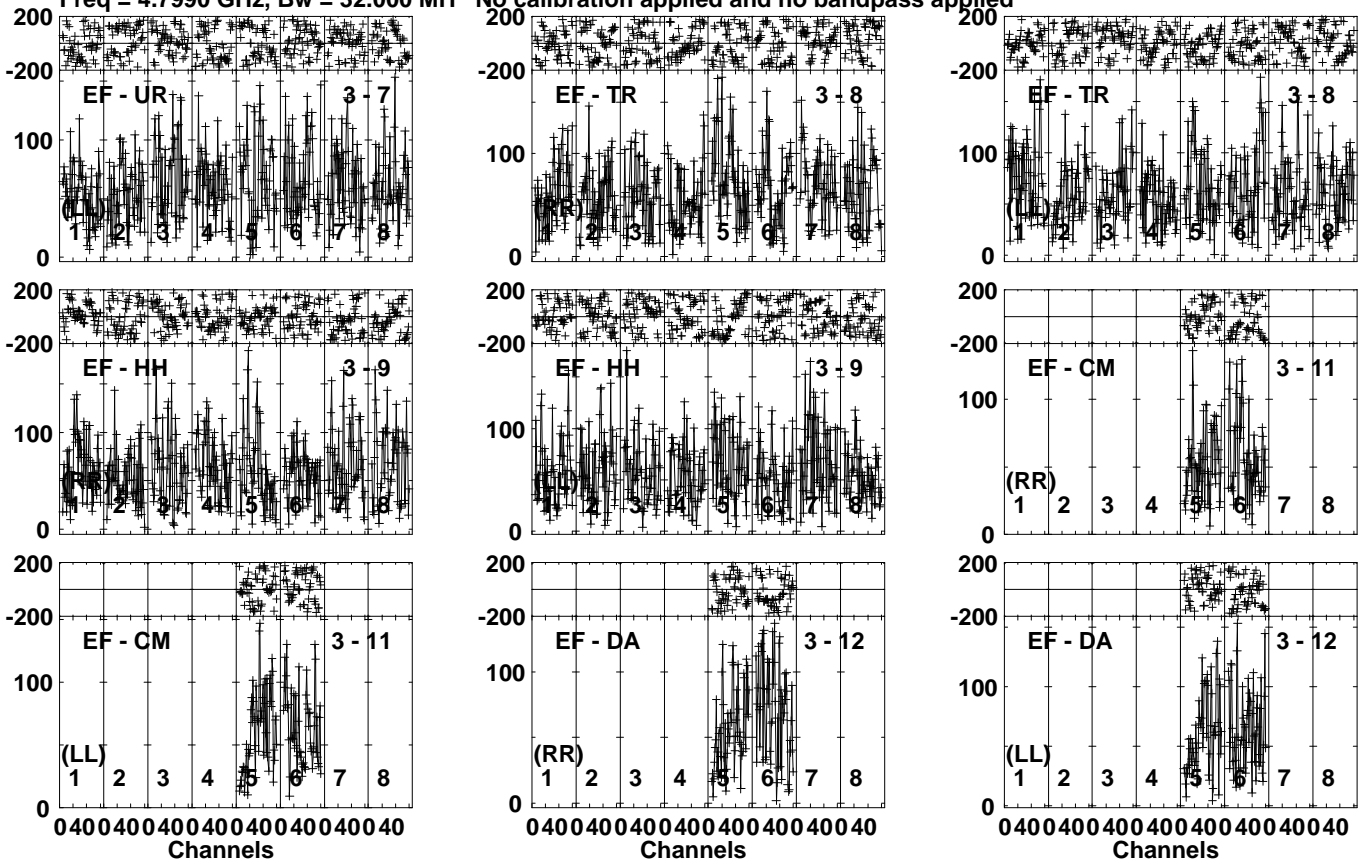 Freq = 4.7990 GHz, Bw = 32.000 MH No calibration applied and no bandpass applied
200 200 200
-200 -200 -200
EF - UR 3 - 7 EF - TR 3 - 8 EF - TR 3 - 8
100 100 100
(LL) (RR) (LL)
1 2 3 4 5 6 7 8 1 2 3 4 5 6 7 8 1 2 3 4 5 6 7 8
0 0 0
200 200 200
-200 -200 -200
EF - HH 3 - 9 EF - HH 3 - 9 EF - CM 3 - 11
100 100 100
(RR) (LL) (RR)
1 2 3 4 5 6 7 8 1 2 3 4 5 6 7 8 1 2 3 4 5 6 7 8
0 0 0
200 200 200
-200 -200 -200
EF - CM 3 - 11 EF - DA 3 - 12 EF - DA 3 - 12
100 100 100
(LL) (RR) (LL)
1 2 3 4 5 6 7 8 1 2 3 4 5 6 7 8 1 2 3 4 5 6 7 8
0 0 0
0 40 0 40 0 40 0 40 0 40 0 40 0 40 0 40 0 40 0 40 0 40 0 40 0 40 0 40 0 40 0 40 0 40 0 40 0 40 0 40 0 40 0 40 0 40 0 40
Channels Channels Channels